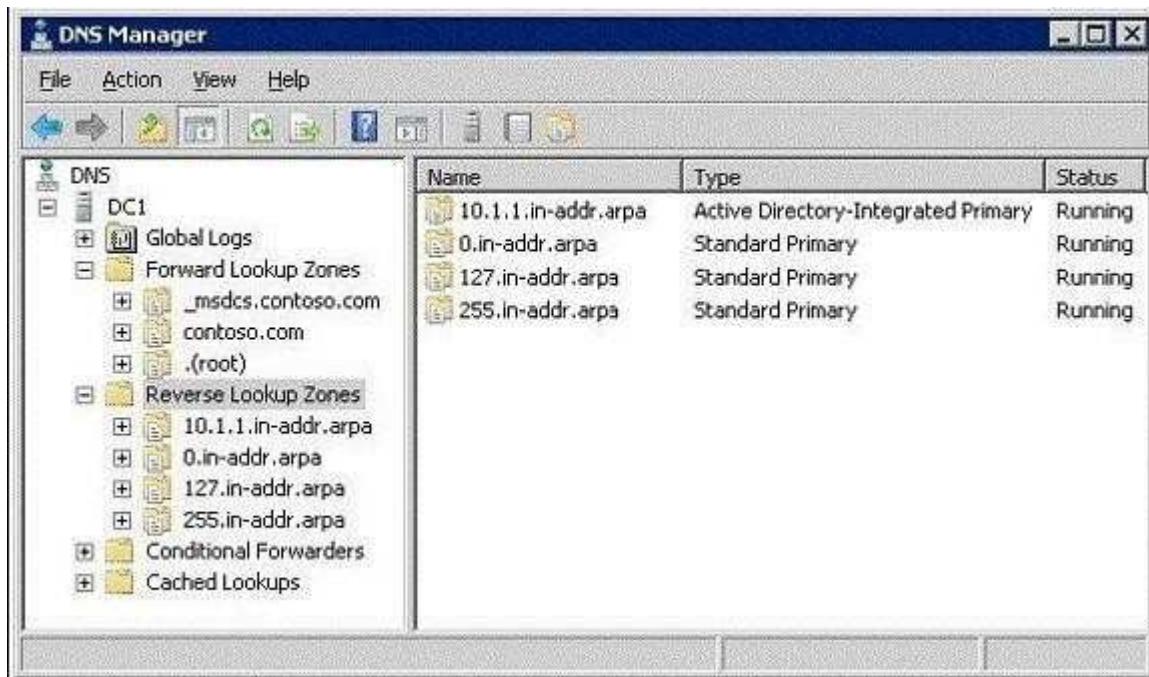 DNS Manager
File Action View Help
DNS
DC1
Global Logs
Forward Lookup Zones
_msdcs.contoso.com
contoso.com
.(root)
Reverse Lookup Zones
10.1.1.in-addr.arpa
0.in-addr.arpa
127.in-addr.arpa
255.in-addr.arpa
Conditional Forwarders
Cached Lookups
Name Type Status
10.1.1.in-addr.arpa Active Directory-Integrated Primary Running
0.in-addr.arpa Standard Primary Running
127.in-addr.arpa Standard Primary Running
255.in-addr.arpa Standard Primary Running